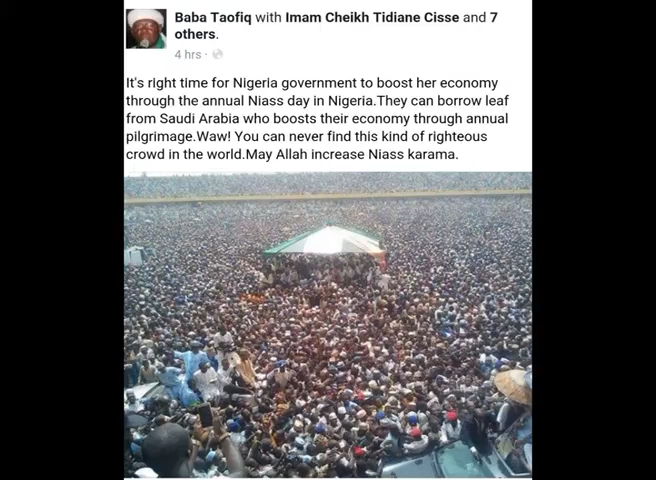 Baba Taofiq with Imam Cheikh Tidiane Cisse and 7
others.
4 hrs ·
It's right time for Nigeria government to boost her economy
through the annual Niass day in Nigeria.They can borrow leaf
from Saudi Arabia who boosts their economy through annual
pilgrimage.Waw! You can never find this kind of righteous
crowd in the world.May Allah increase Niass karama.